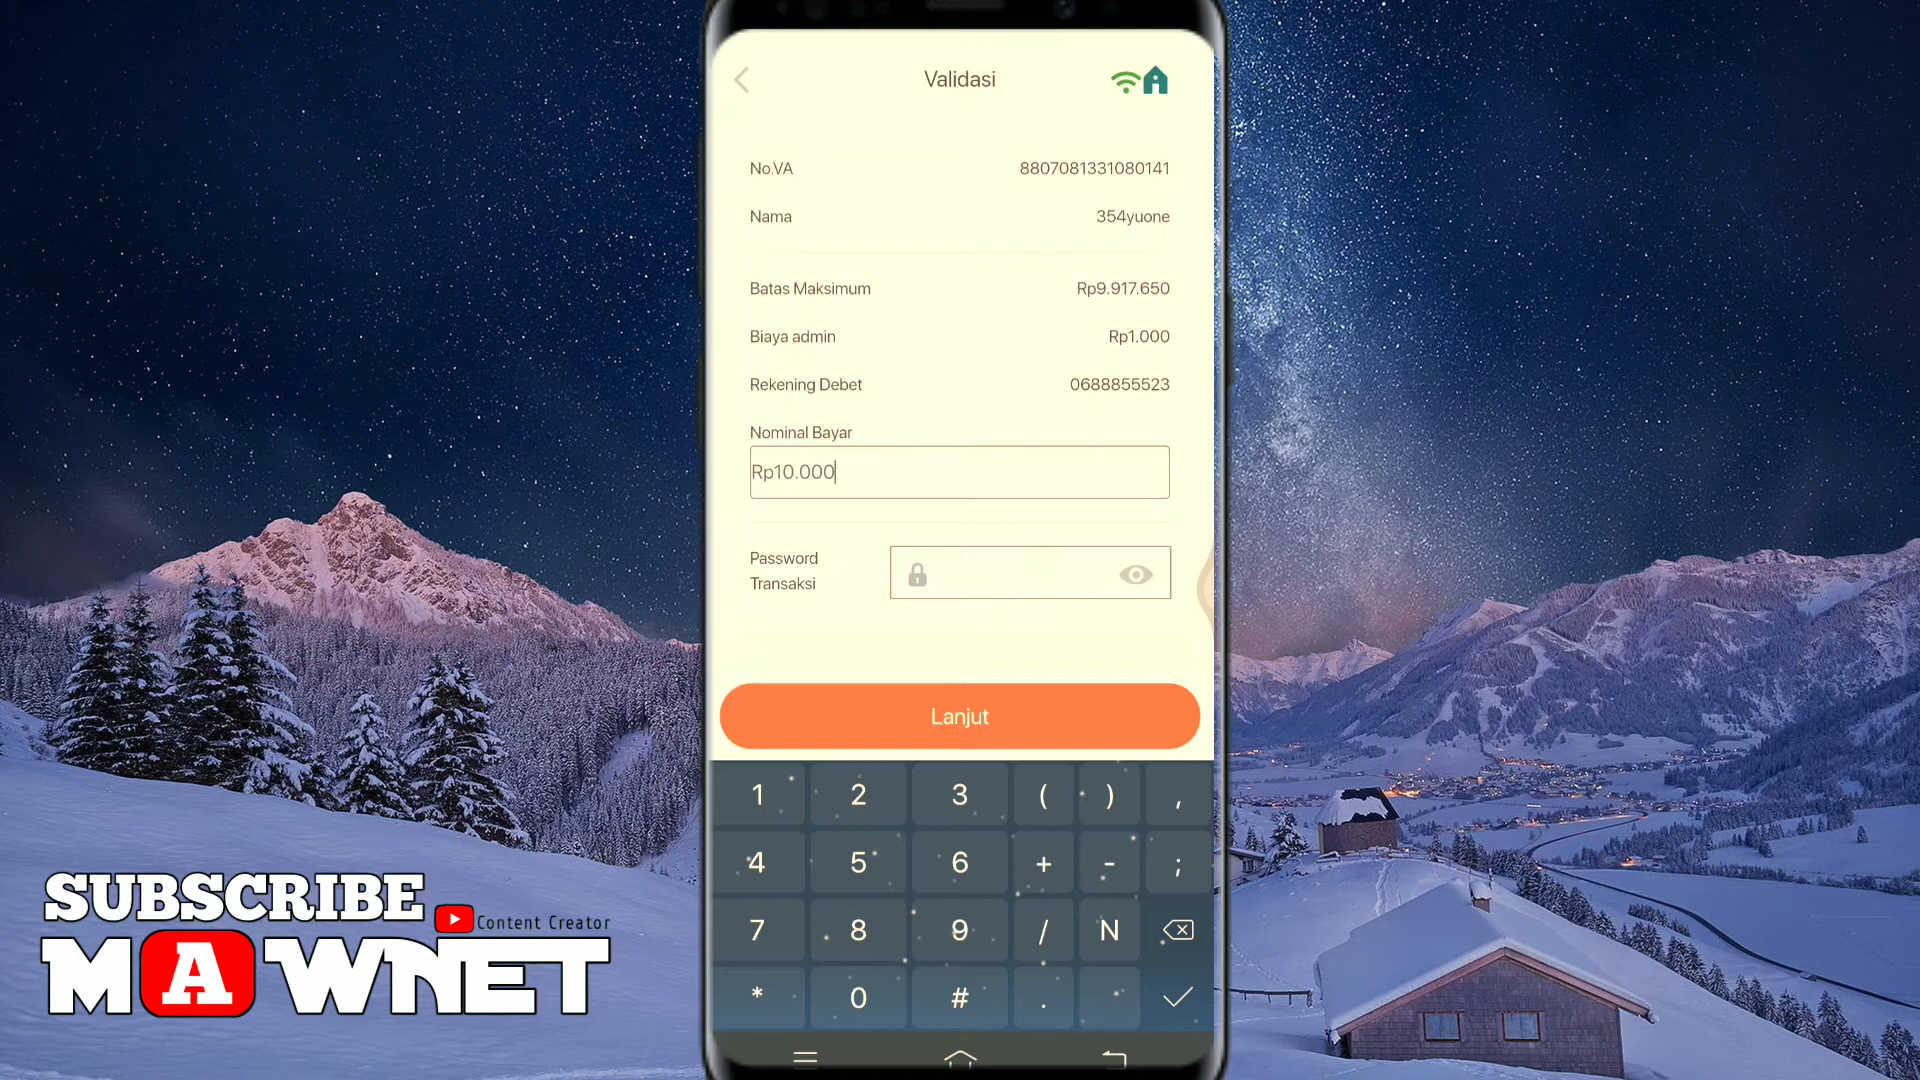 Validasi
No.VA 8807081331080141
Nama 354yuone
Batas Maksimum Rp9.917.650
Biaya admin Rp1.000
Rekening Debet 0688855523
Nominal Bayar
Rp10.000
Password
Transaksi
Lanjut
1 2 3 ( ) ,
4 5 6 + - ;
7 8 9 / N
* 0 # .
SUBSCRIBE
Content Creator
MAWNET